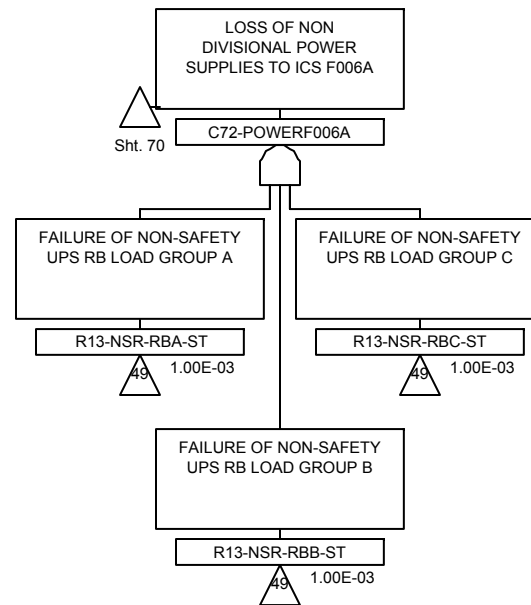 LOSS OF NON
DIVISIONAL POWER
SUPPLIES TO ICS F006A
Sht. 70
C72-POWERF006A
FAILURE OF NON-SAFETY
UPS RB LOAD GROUP A
R13-NSR-RBA-ST
49
1.00E-03
FAILURE OF NON-SAFETY
UPS RB LOAD GROUP C
R13-NSR-RBC-ST
49
1.00E-03
FAILURE OF NON-SAFETY
UPS RB LOAD GROUP B
R13-NSR-RBB-ST
49
1.00E-03